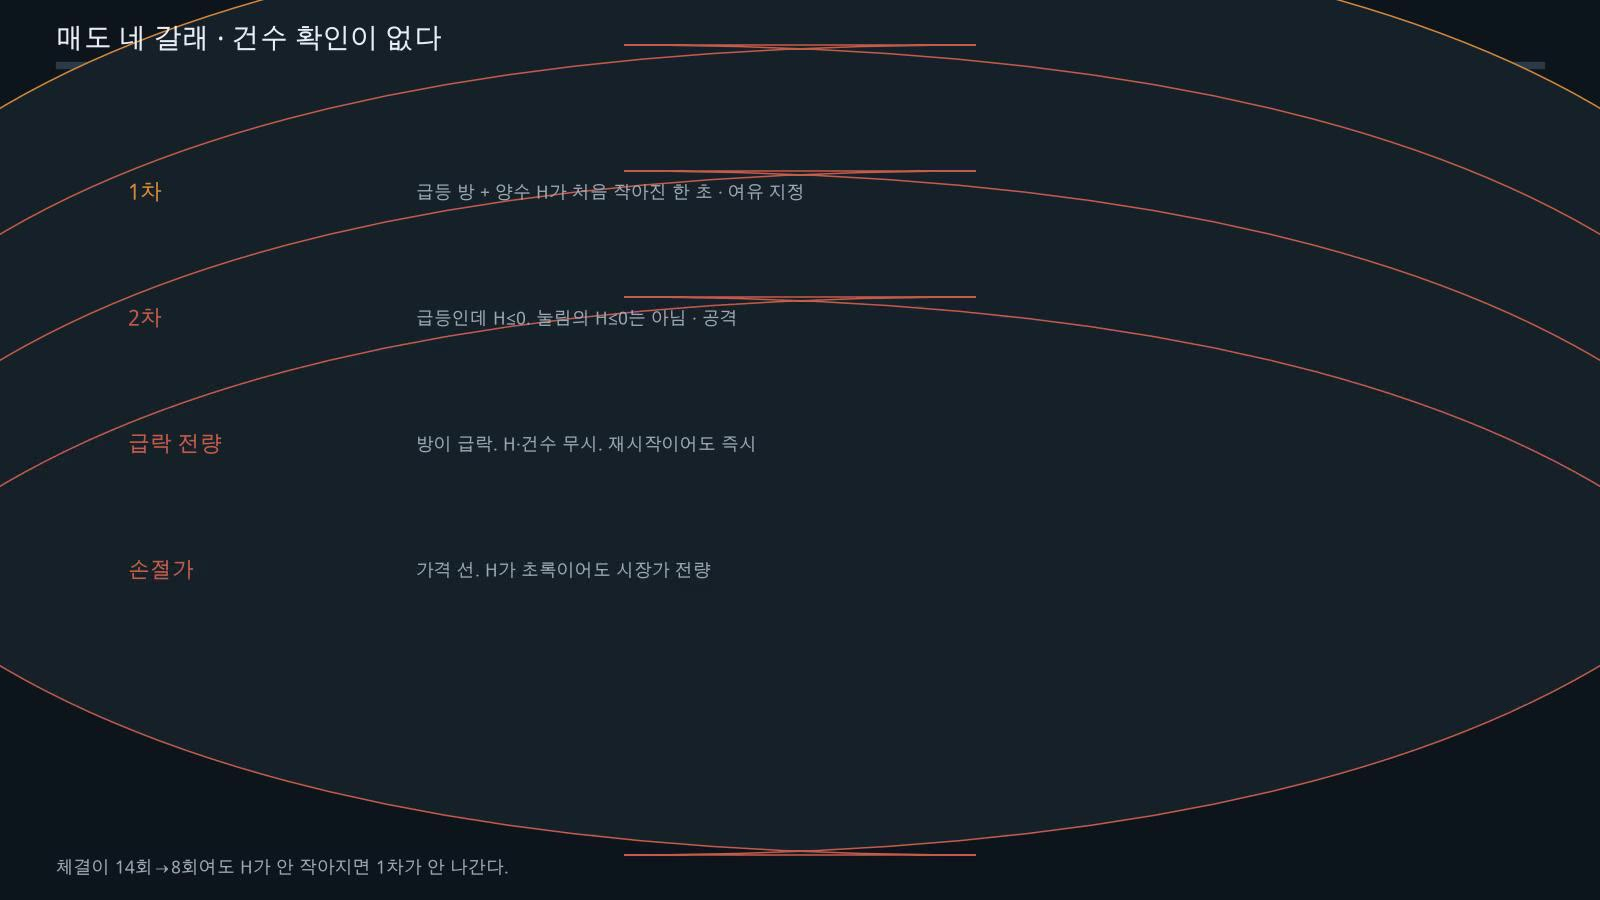 매도 네 갈래 · 건수 확인이 없다
1차
급등 방 + 양수 H가 처음 작아진 한 초 · 여유 지정
2차
급등인데 H≤0. 눌림의 H≤0는 아님 · 공격
급락 전량
방이 급락. H·건수 무시. 재시작이어도 즉시
손절가
가격 선. H가 초록이어도 시장가 전량
체결이 14회→8회여도 H가 안 작아지면 1차가 안 나간다.